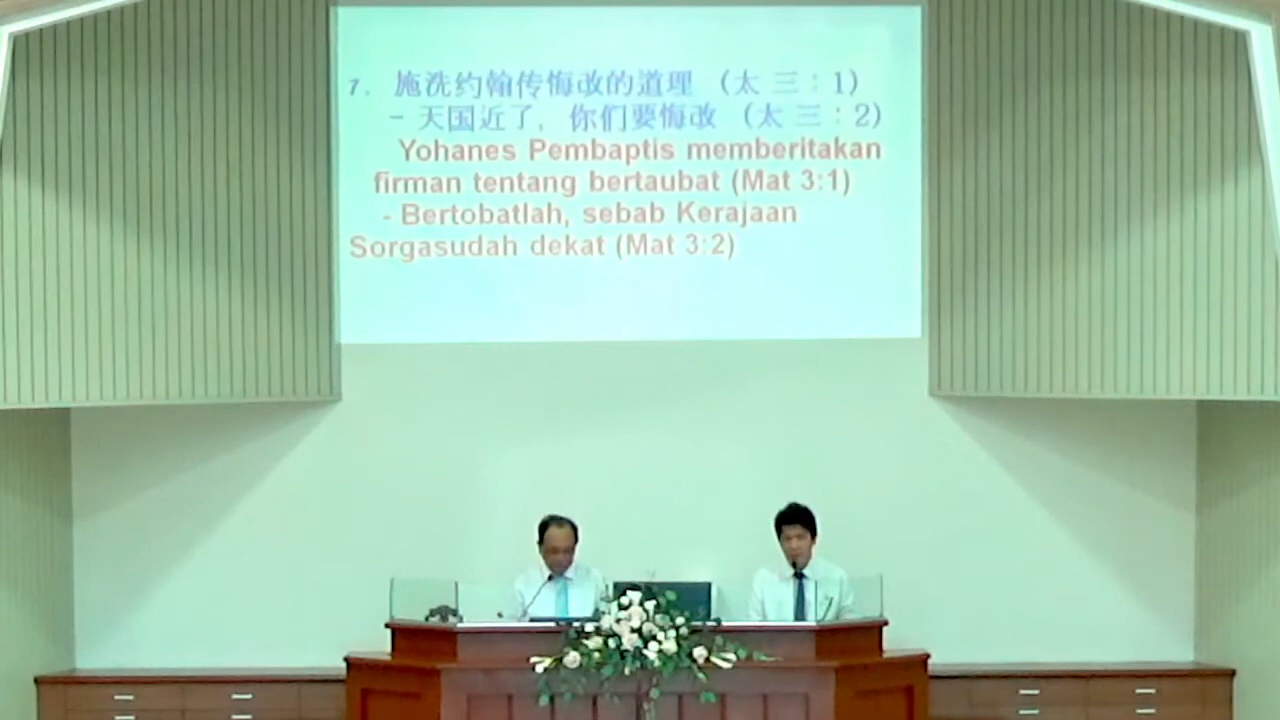 7. 施洗约翰传悔改的道理 (太 三:1)
- 天国近了, 你们要悔改 (太 三:2)
Yohanes Pembaptis memberitakan
firman tentang bertaubat (Mat 3:1)
- Bertobatlah, sebab Kerajaan
Sorgasudah dekat (Mat 3:2)